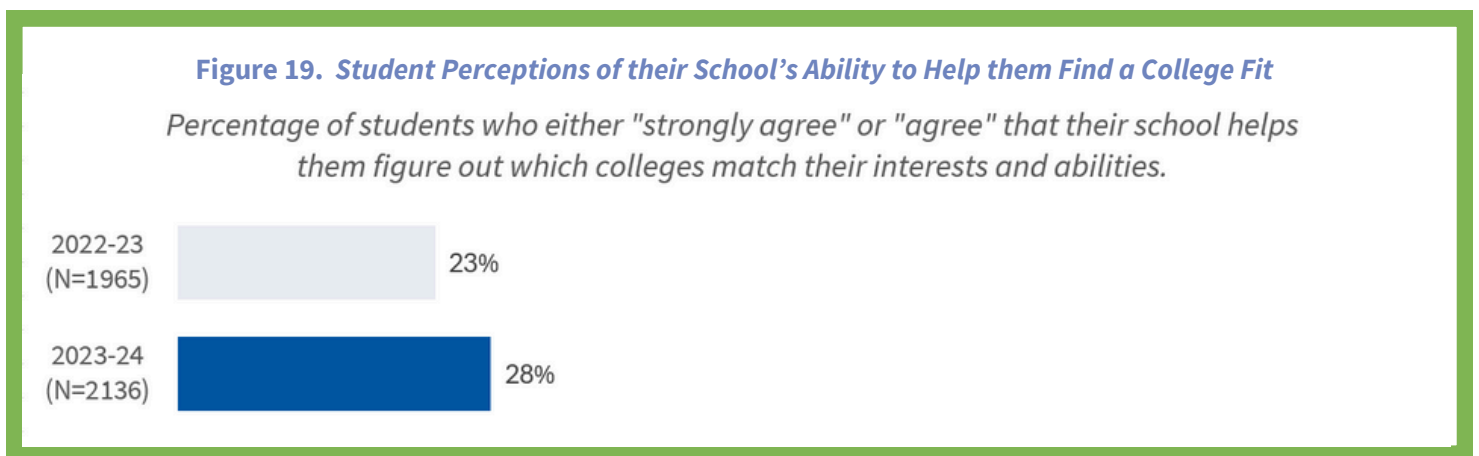 Figure 19. Student Perceptions of their School’s Ability to Help them Find a College Fit
Percentage of students who either "strongly agree" or "agree" that their school helps
them figure out which colleges match their interests and abilities.
2022-23
(N=1965)
23%
2023-24
(N=2136)
28%